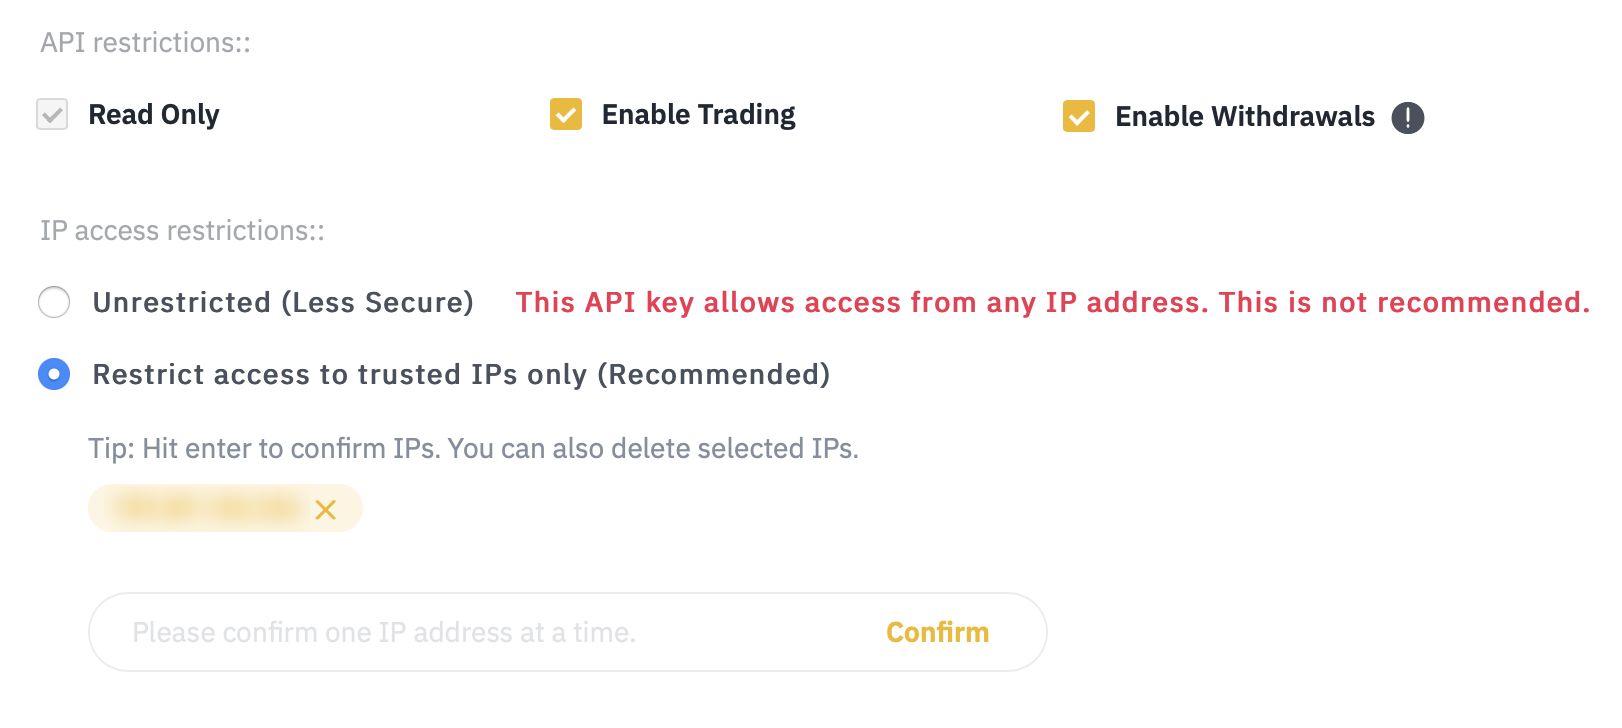 API restrictions::
Read Only Enable Trading Enable Withdrawals
IP access restrictions::
Unrestricted (Less Secure) This API key allows access from any IP address. This is not recommended.
Restrict access to trusted IPs only (Recommended)
Tip: Hit enter to confirm IPs. You can also delete selected IPs.
Please confirm one IP address at a time. Confirm